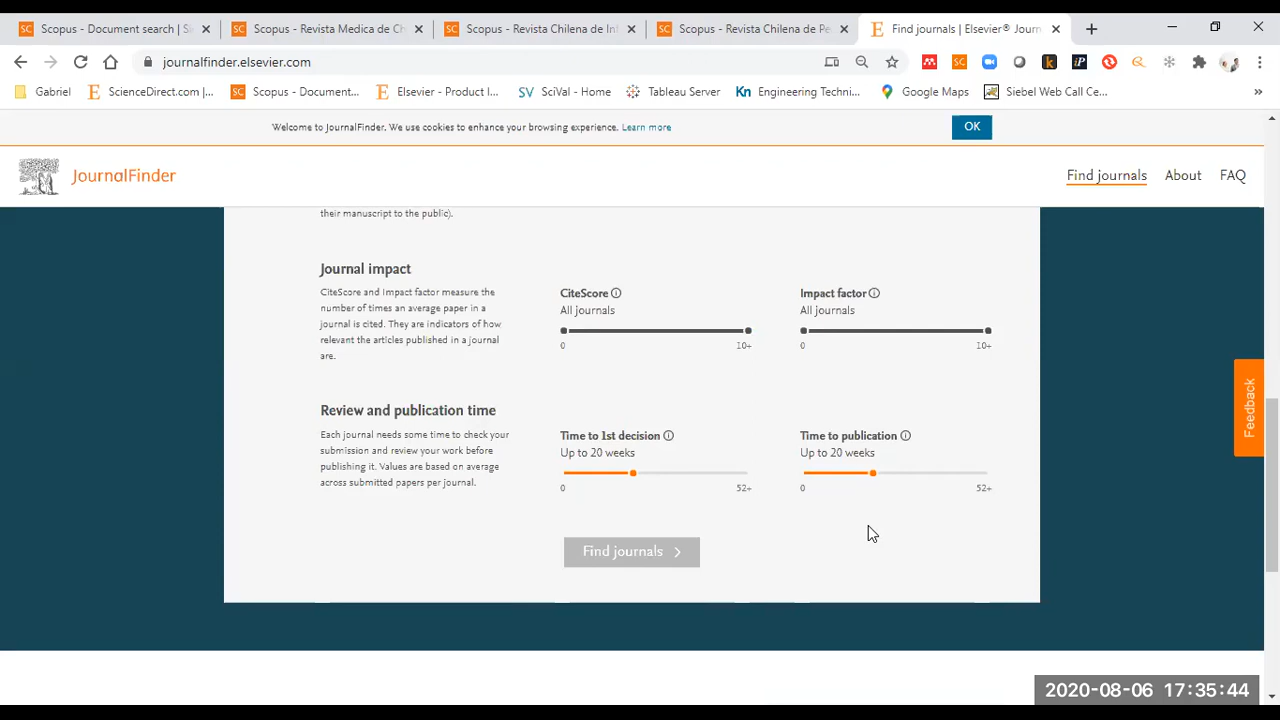 Scopus - Document search | S
Scopus - Revista Medica de Ch
Scopus - Revista Chilena de In
Scopus - Revista Chilena de Pe
Find journals | Elsevier® Journ
journalfinder.elsevier.com
Gabriel
ScienceDirect.com |...
Scopus - Document...
Elsevier - Product I...
SciVal - Home
Tableau Server
Kn Engineering Techni...
Google Maps
Siebel Web Call Ce...
Welcome to JournalFinder. We use cookies to enhance your browsing experience. Learn more
OK
JournalFinder
Find journals
About
FAQ
their manuscript to the public).
Journal impact
CiteScore and Impact factor measure the
number of times an average paper in a
journal is cited. They are indicators of how
relevant the articles published in a journal
are.
CiteScore
All journals
0 10+
Impact factor
All journals
0 10+
Review and publication time
Each journal needs some time to check your
submission and review your work before
publishing it. Values are based on average
across submitted papers per journal.
Time to 1st decision
Up to 20 weeks
0 52+
Time to publication
Up to 20 weeks
0 52+
Find journals
Feedback
2020-08-06 17:35:44